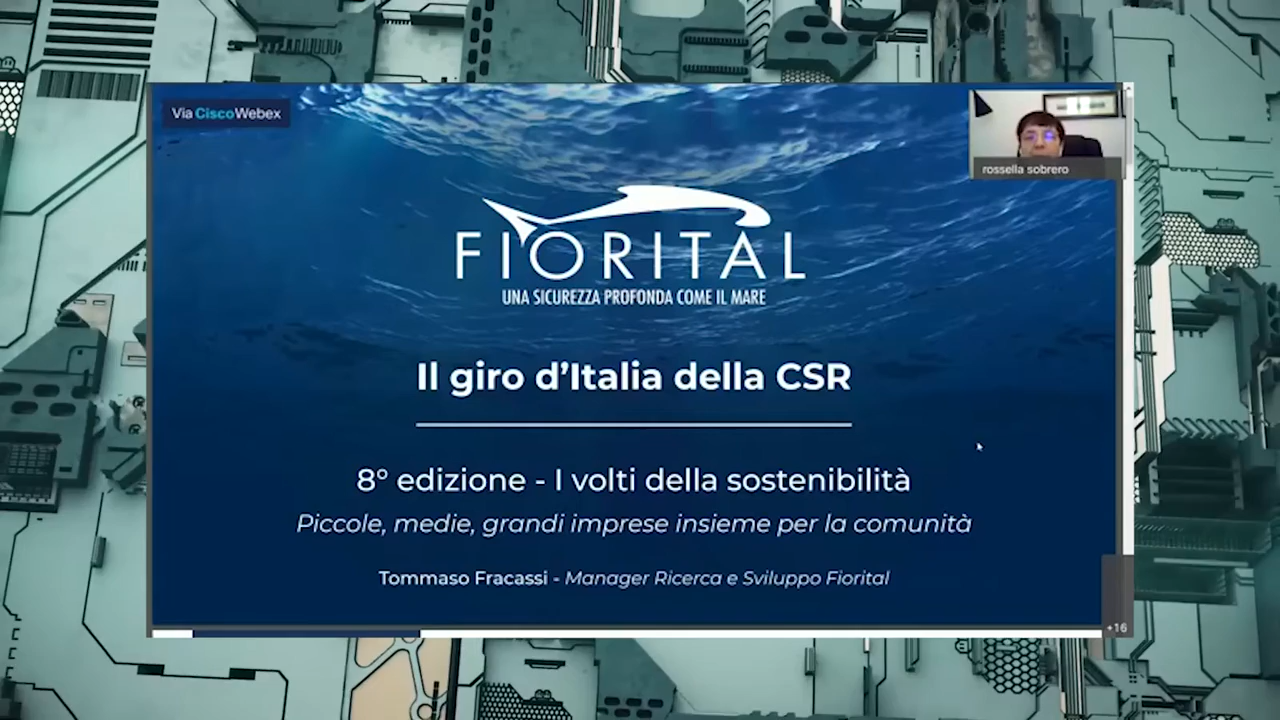 Via CiscoWebex
rossella sobrero
FIORITAL
UNA SICUREZZA PROFONDA COME IL MARE
Il giro d'Italia della CSR
8° edizione - I volti della sostenibilità
Piccole, medie, grandi imprese insieme per la comunità
Tommaso Fracassi - Manager Ricerca e Sviluppo Fiorital
+16